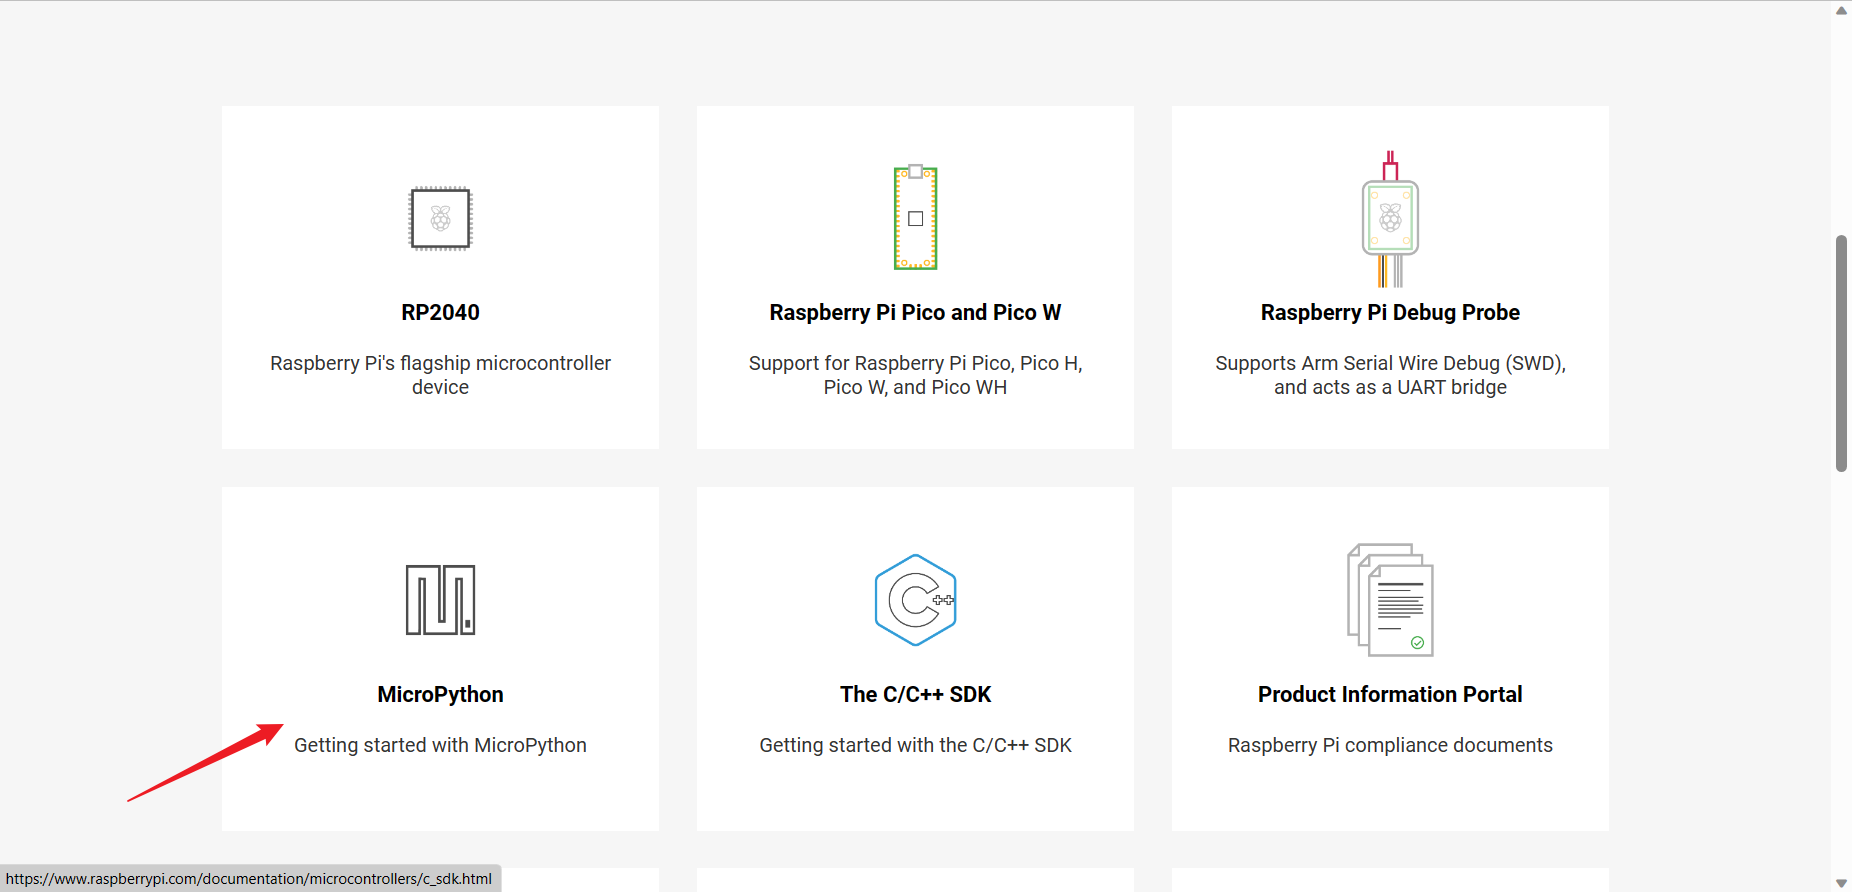 RP2040
Raspberry Pi's flagship microcontroller
device
Raspberry Pi Pico and Pico W
Support for Raspberry Pi Pico, Pico H,
Pico W, and Pico WH
Raspberry Pi Debug Probe
Supports Arm Serial Wire Debug (SWD),
and acts as a UART bridge
MicroPython
Getting started with MicroPython
C++
The C/C++ SDK
Getting started with the C/C++ SDK
Product Information Portal
Raspberry Pi compliance documents
https://www.raspberrypi.com/documentation/microcontrollers/c_sdk.html